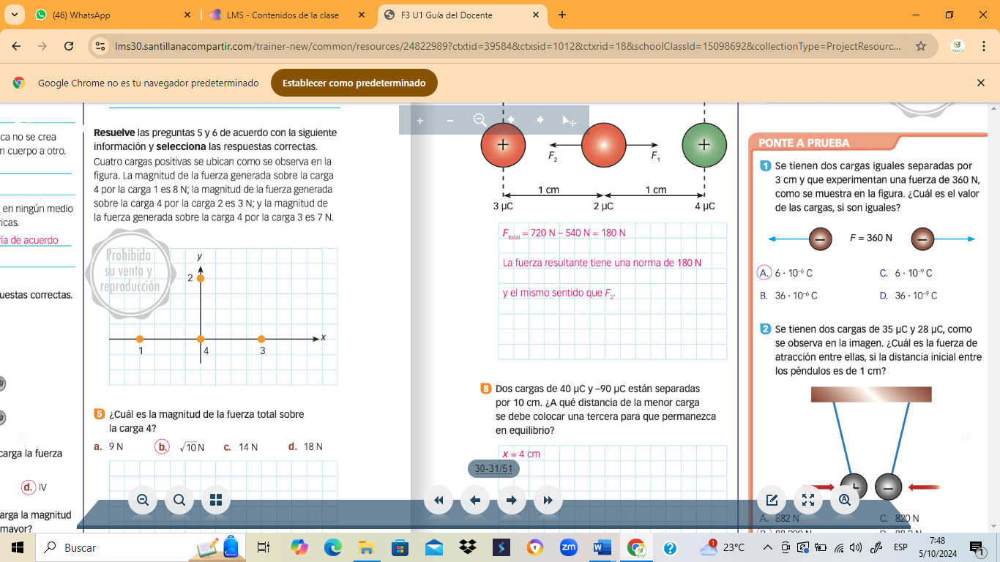 (46) WhatsApp
LMS - Contenidos de la clase
F3 U1 Guía del Docente
lms30.santillanacompartir.com/trainer-new/common/resources/24822989?ctxtid=39584&ctxsid=1012&ctxrid=18&schoolClassId=15098692&collectionType=ProjectResourc...
Google Chrome no es tu navegador predeterminado
Establecer como predeterminado
ca no se crea
n cuerpo a otro.
en ningún medio
ricas.
ría de acuerdo
uestas correctas.
carga la fuerza
d. IV
arga la magnitud
mayor?
Resuelve las preguntas 5 y 6 de acuerdo con la siguiente
información y selecciona las respuestas correctas.
Cuatro cargas positivas se ubican como se observa en la
figura. La magnitud de la fuerza generada sobre la carga
4 por la carga 1 es 8 N; la magnitud de la fuerza generada
sobre la carga 4 por la carga 2 es 3 N; y la magnitud de
la fuerza generada sobre la carga 4 por la carga 3 es 7 N.
Prohibida
su venta y
reproducción
y
2
x
1 4 3
5 ¿Cuál es la magnitud de la fuerza total sobre
la carga 4?
a. 9 N b. √10 N c. 14 N d. 18 N
+ F₂ F₁ +
1 cm 1 cm
3 µC 2 µC 4 µC
F total = 720 N – 540 N = 180 N
La fuerza resultante tiene una norma de 180 N
y el mismo sentido que F₂.
8 Dos cargas de 40 µC y –90 µC están separadas
por 10 cm. ¿A qué distancia de la menor carga
se debe colocar una tercera para que permanezca
en equilibrio?
x = 4 cm
30-31/51
PONTE A PRUEBA
1 Se tienen dos cargas iguales separadas por
3 cm y que experimentan una fuerza de 360 N,
como se muestra en la figura. ¿Cuál es el valor
de las cargas, si son iguales?
– F = 360 N –
A. 6 · 10⁻⁶ C C. 6 · 10⁻⁹ C
B. 36 · 10⁻⁶ C D. 36 · 10⁻⁹ C
2 Se tienen dos cargas de 35 µC y 28 µC, como
se observa en la imagen. ¿Cuál es la fuerza de
atracción entre ellas, si la distancia inicial entre
los péndulos es de 1 cm?
+ –
A. 882 N C. 820 N
Buscar
23°C
ESP
7:48
5/10/2024